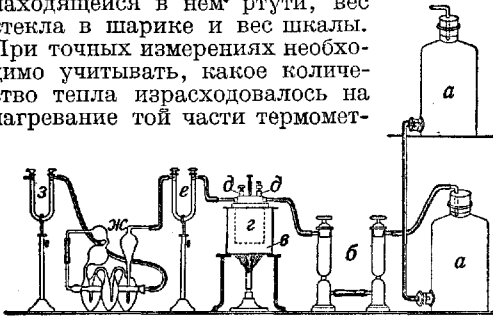 находящейся в нем ртути, вес
стекла в шарике и вес шкалы.
При точных измерениях необхо-
димо учитывать, какое количе-
ство тепла израсходовалось на
нагревание той части термомет-
а
з
е
д д
ж
г
в
б
а